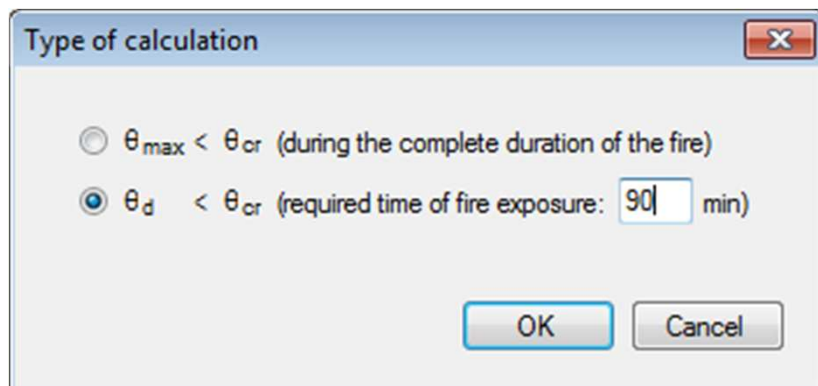 Type of calculation
θmax < θcr (during the complete duration of the fire)
θd < θcr (required time of fire exposure: 90 min)
OK Cancel